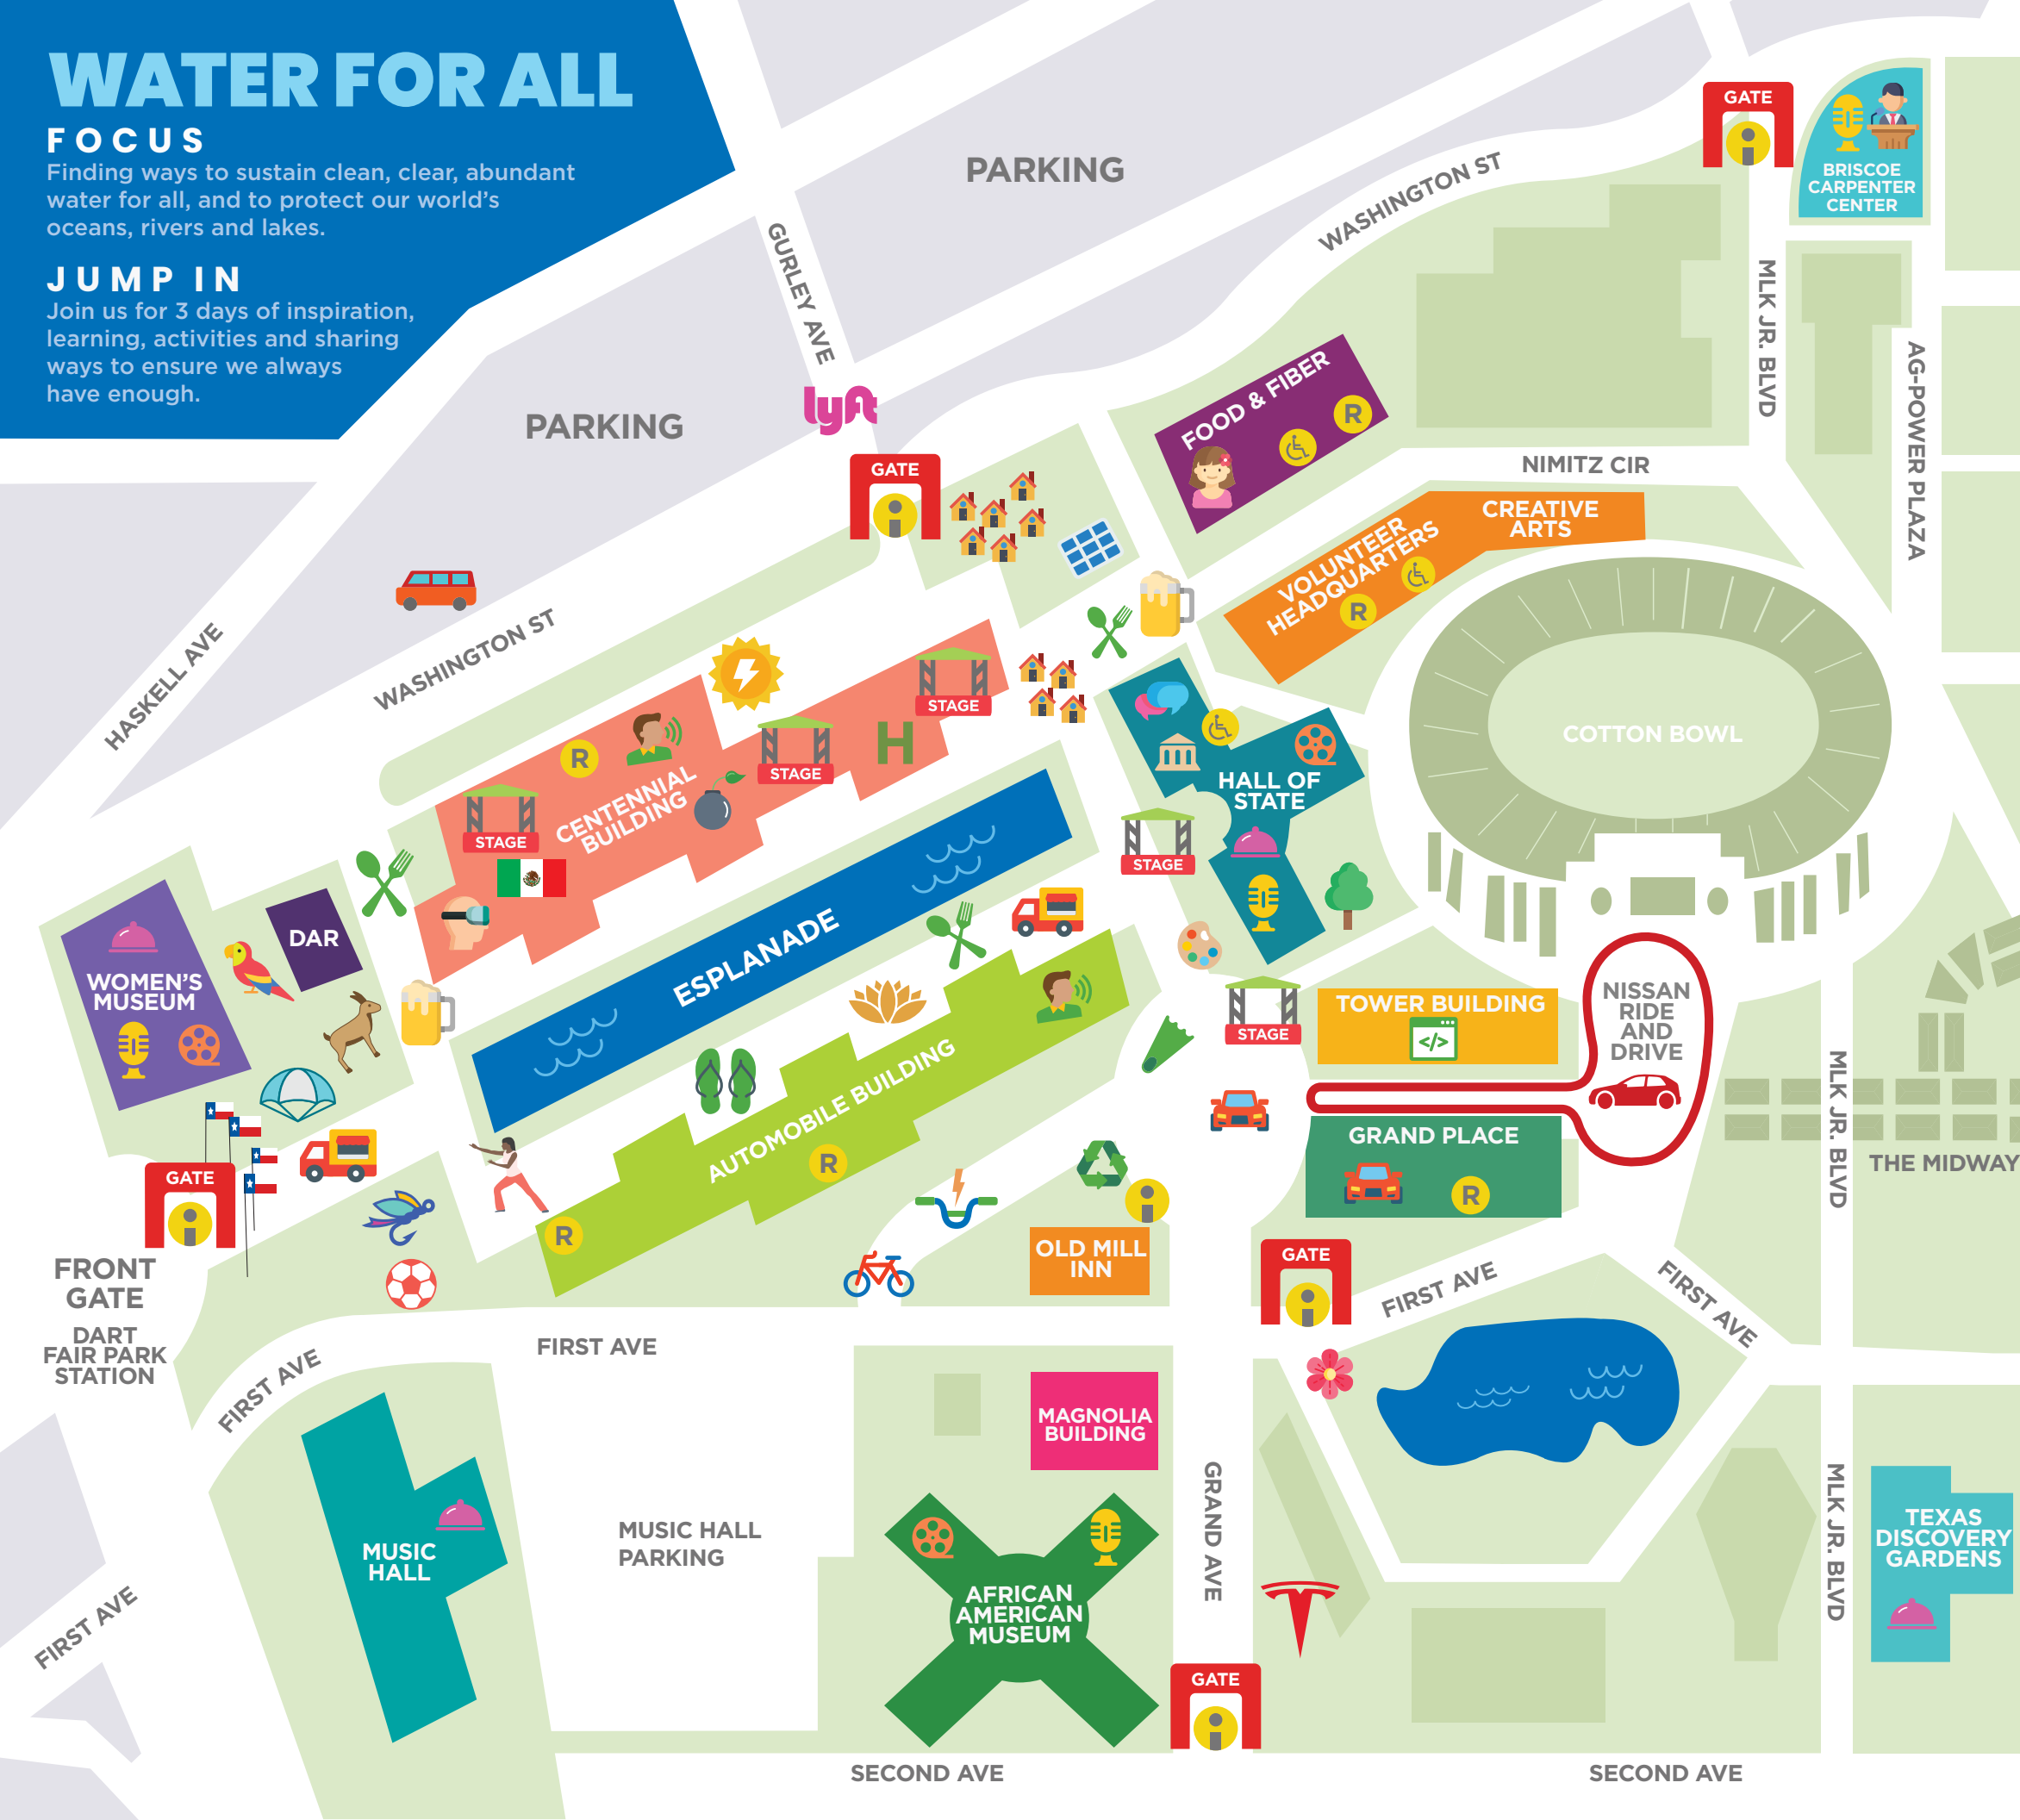 WATER FOR ALL
FOCUS
Finding ways to sustain clean, clear, abundant
water for all, and to protect our world's
oceans, rivers and lakes.
JUMP IN
Join us for 3 days of inspiration,
learning, activities and sharing
ways to ensure we always
have enough.
PARKING
GURLEY AVE
WASHINGTON ST
GATE
BRISCOE
CARPENTER
CENTER
MLK JR. BLVD
AG-POWER PLAZA
PARKING
lyft
GATE
FOOD & FIBER
R
NIMITZ CIR
CREATIVE
ARTS
VOLUNTEER
HEADQUARTERS
R
HASKELL AVE
WASHINGTON ST
STAGE
STAGE
STAGE
H
R
CENTENNIAL
BUILDING
COTTON BOWL
HALL OF
STATE
STAGE
DAR
WOMEN'S
MUSEUM
ESPLANADE
STAGE
TOWER BUILDING
</>
NISSAN
RIDE
AND
DRIVE
AUTOMOBILE BUILDING
R
R
GRAND PLACE
R
MLK JR. BLVD
THE MIDWAY
GATE
FRONT
GATE
DART
FAIR PARK
STATION
OLD MILL
INN
GATE
FIRST AVE
FIRST AVE
FIRST AVE
FIRST AVE
MAGNOLIA
BUILDING
GRAND AVE
MUSIC HALL
PARKING
MUSIC
HALL
AFRICAN
AMERICAN
MUSEUM
MLK JR. BLVD
TEXAS
DISCOVERY
GARDENS
FIRST AVE
GATE
SECOND AVE
SECOND AVE